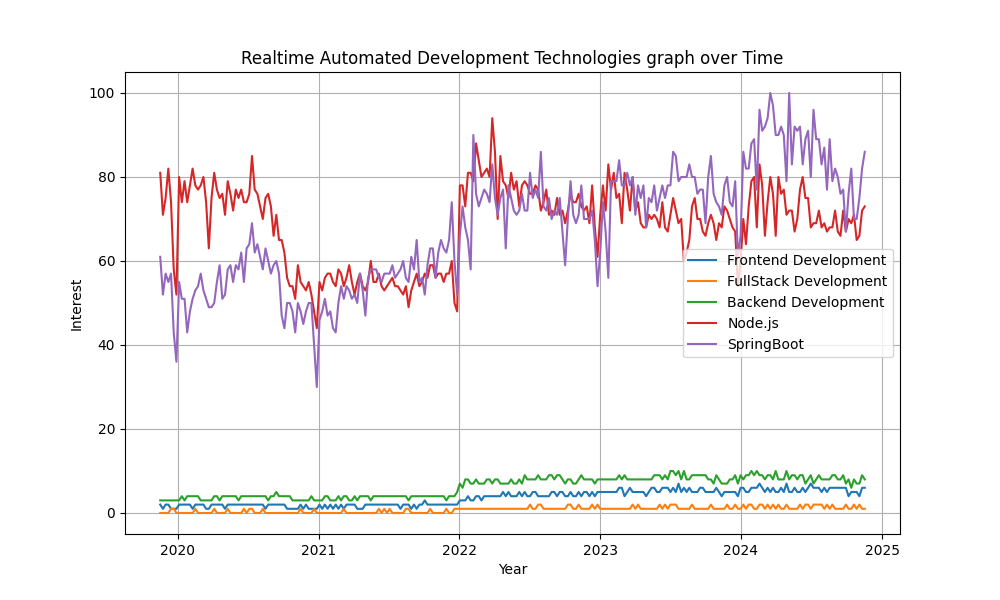 Realtime Automated Development Technologies graph over Time
Interest
100
80
60
40
20
0
Frontend Development
FullStack Development
Backend Development
Node.js
SpringBoot
2020 2021 2022 2023 2024 2025
Year